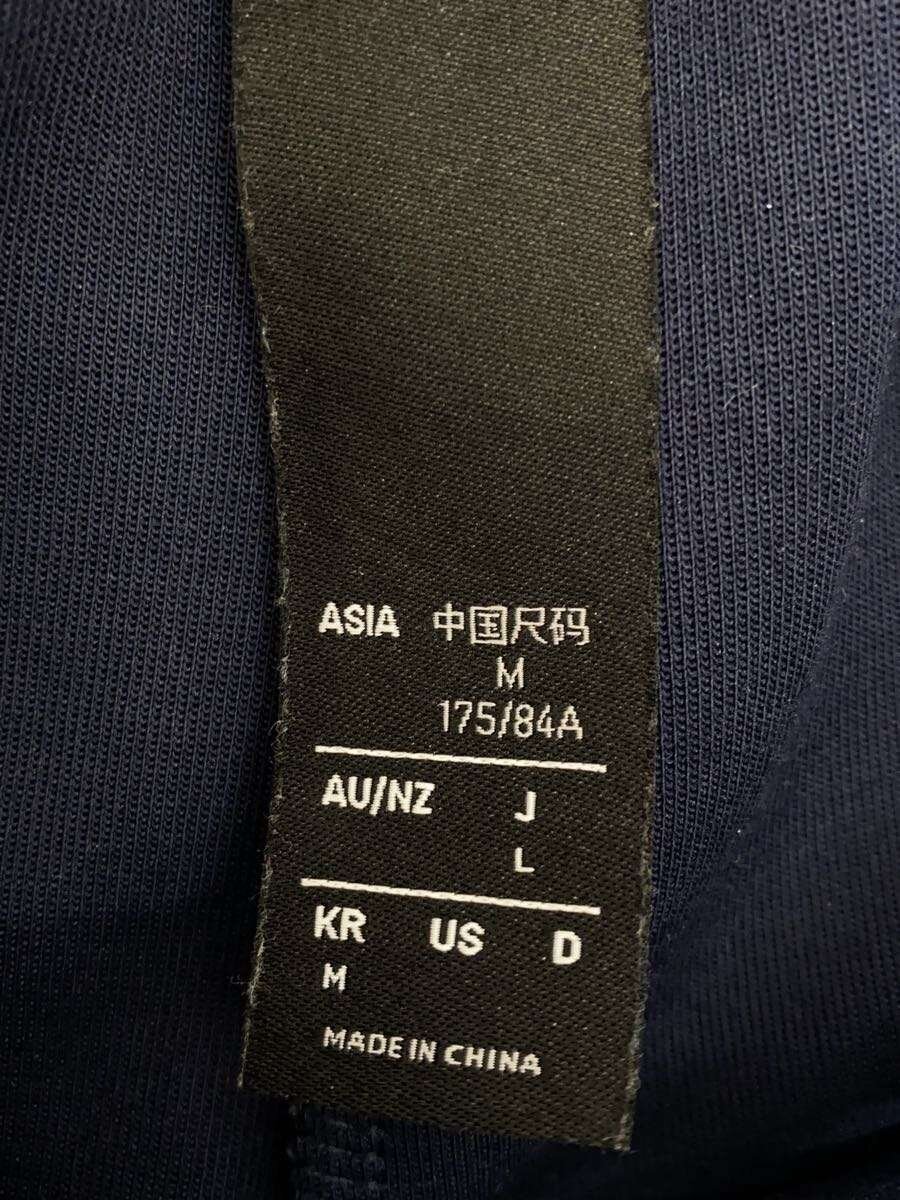 ASIA 中国尺码
M
175/84A
AU/NZ J
L
KR US D
M
MADE IN CHINA